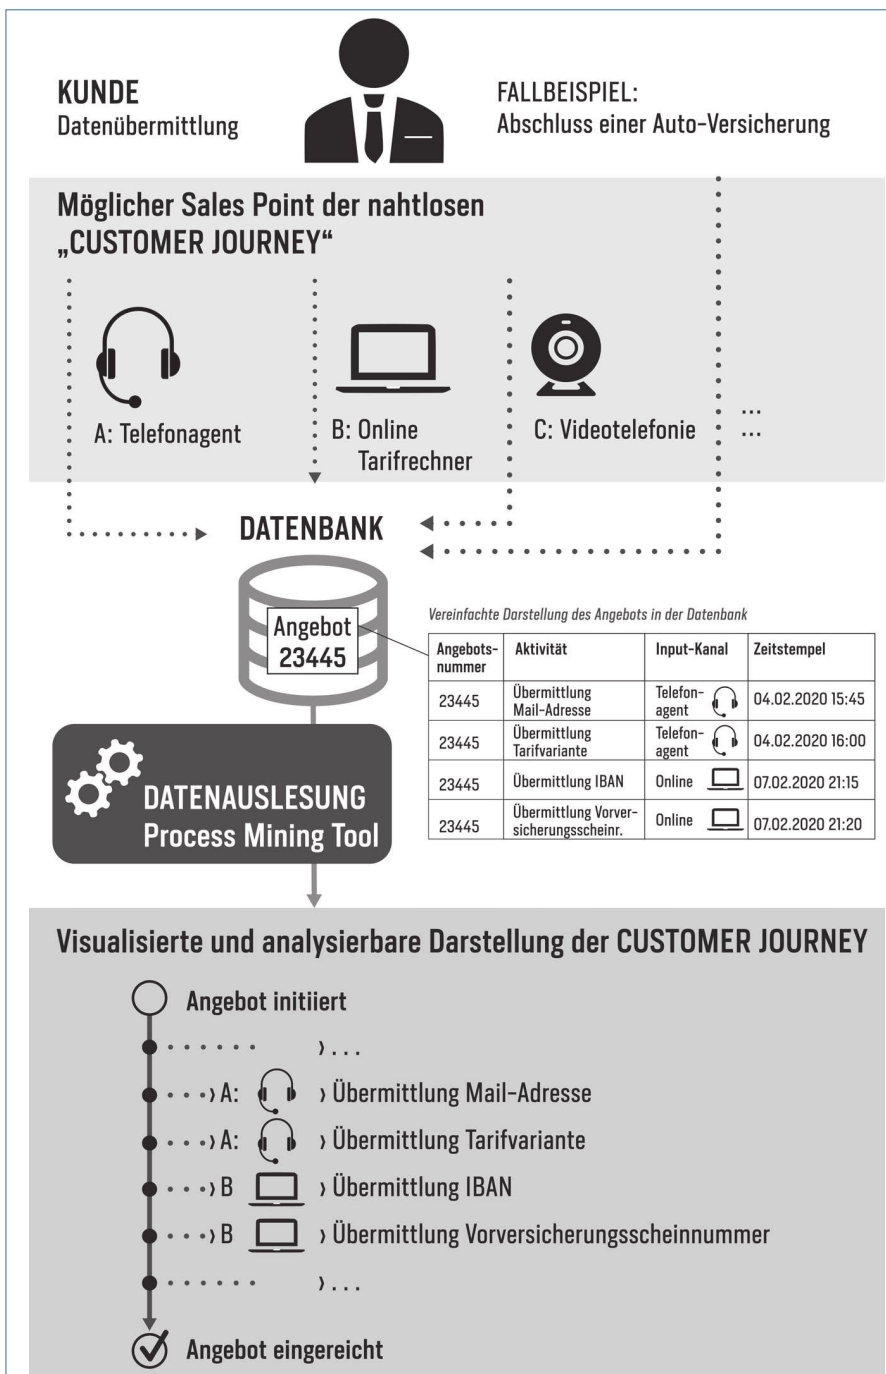 KUNDE
Datenübermittlung
FALLBEISPIEL:
Abschluss einer Auto-Versicherung
Möglicher Sales Point der nahtlosen
„CUSTOMER JOURNEY“
A: Telefonagent
B: Online
Tarifrechner
C: Videotelefonie
...
...
DATENBANK
Angebot
23445
Vereinfachte Darstellung des Angebots in der Datenbank
Angebots-
nummer
Aktivität
Input-Kanal
Zeitstempel
23445
Übermittlung
Mail-Adresse
Telefon-
agent
04.02.2020 15:45
23445
Übermittlung
Tarifvariante
Telefon-
agent
04.02.2020 16:00
23445
Übermittlung IBAN
Online
07.02.2020 21:15
23445
Übermittlung Vorver-
sicherungsscheinr.
Online
07.02.2020 21:20
DATENAUSLESUNG
Process Mining Tool
Visualisierte und analysierbare Darstellung der CUSTOMER JOURNEY
Angebot initiiert
› . . .
› A: › Übermittlung Mail-Adresse
› A: › Übermittlung Tarifvariante
› B › Übermittlung IBAN
› B › Übermittlung Vorversicherungsscheinnummer
› . . .
Angebot eingereicht